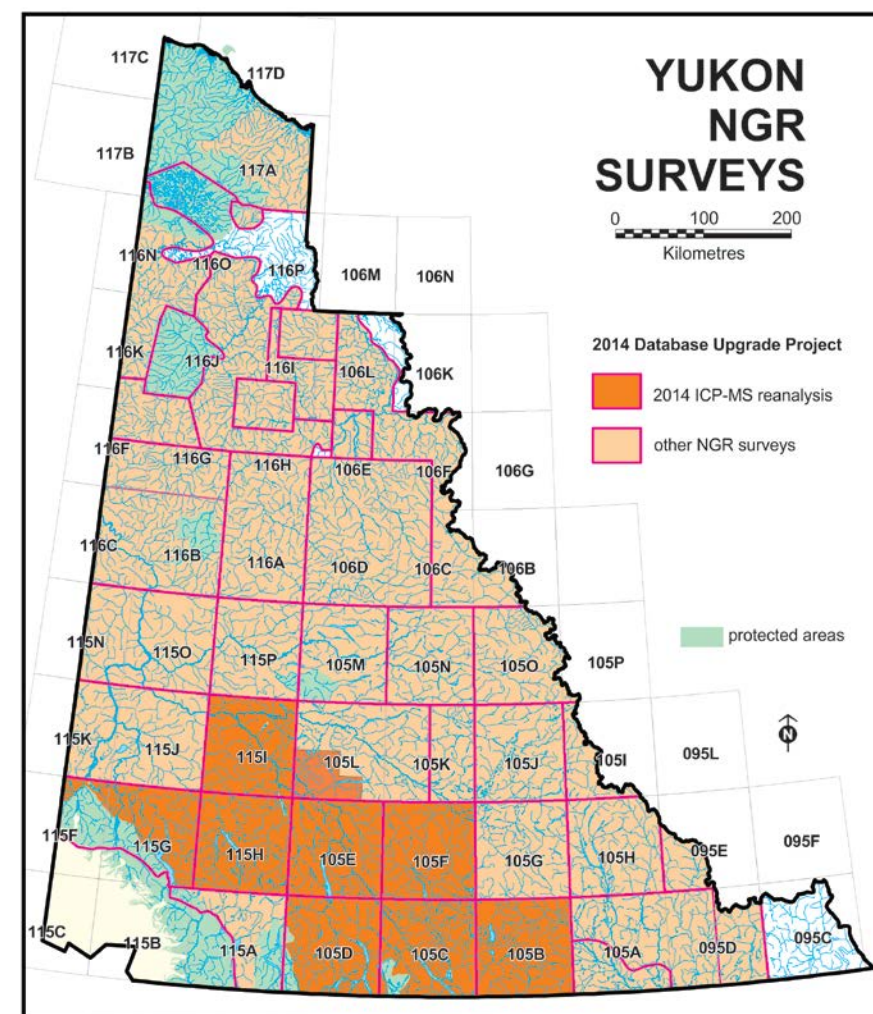 YUKON
NGR
SURVEYS
0 100 200
Kilometres
2014 Database Upgrade Project
2014 ICP-MS reanalysis
other NGR surveys
protected areas
N
117C
117D
117B
117A
116N
116O
116P
106M
106N
116K
116J
116I
106L
106K
116F
116G
116H
106E
106F
106G
116C
116B
116A
106D
106C
106B
115N
115O
115P
105M
105N
105O
105P
115K
115J
115I
105L
105K
105J
105I
095L
115F
115G
115H
105E
105F
105G
105H
095E
095F
115C
115B
115A
105D
105C
105B
105A
095D
095C